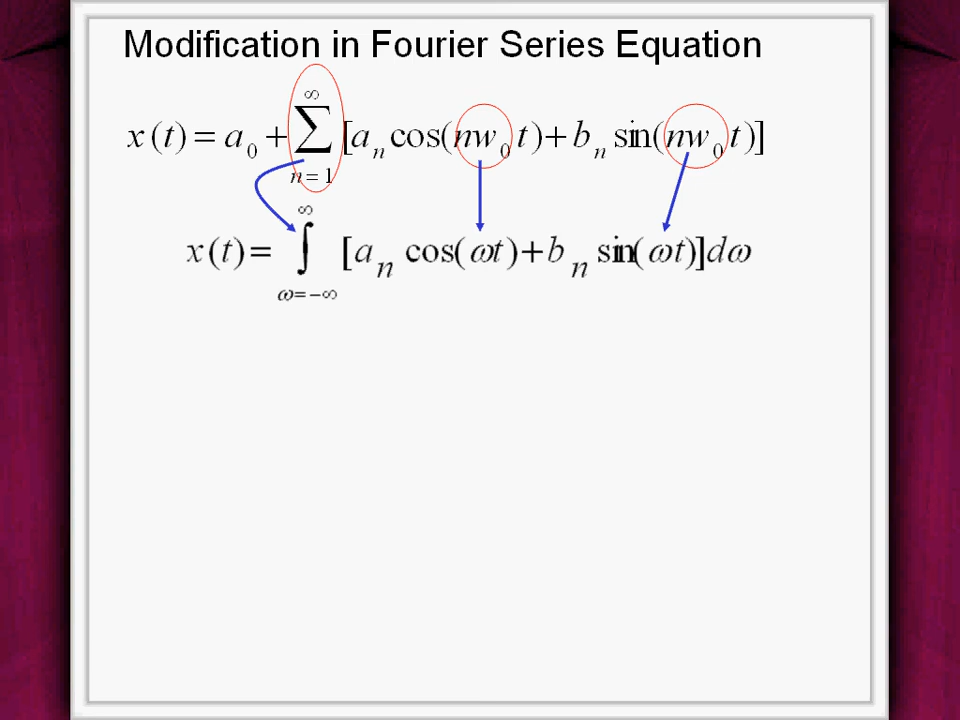 Modification in Fourier Series Equation
x(t) = a₀ + ∑_{n=1}^{∞} [aₙ cos(nw₀t) + bₙ sin(nw₀t)]
x(t) = ∫_{ω=−∞}^{∞} [aₙ cos(ωt) + bₙ sin(ωt)]dω